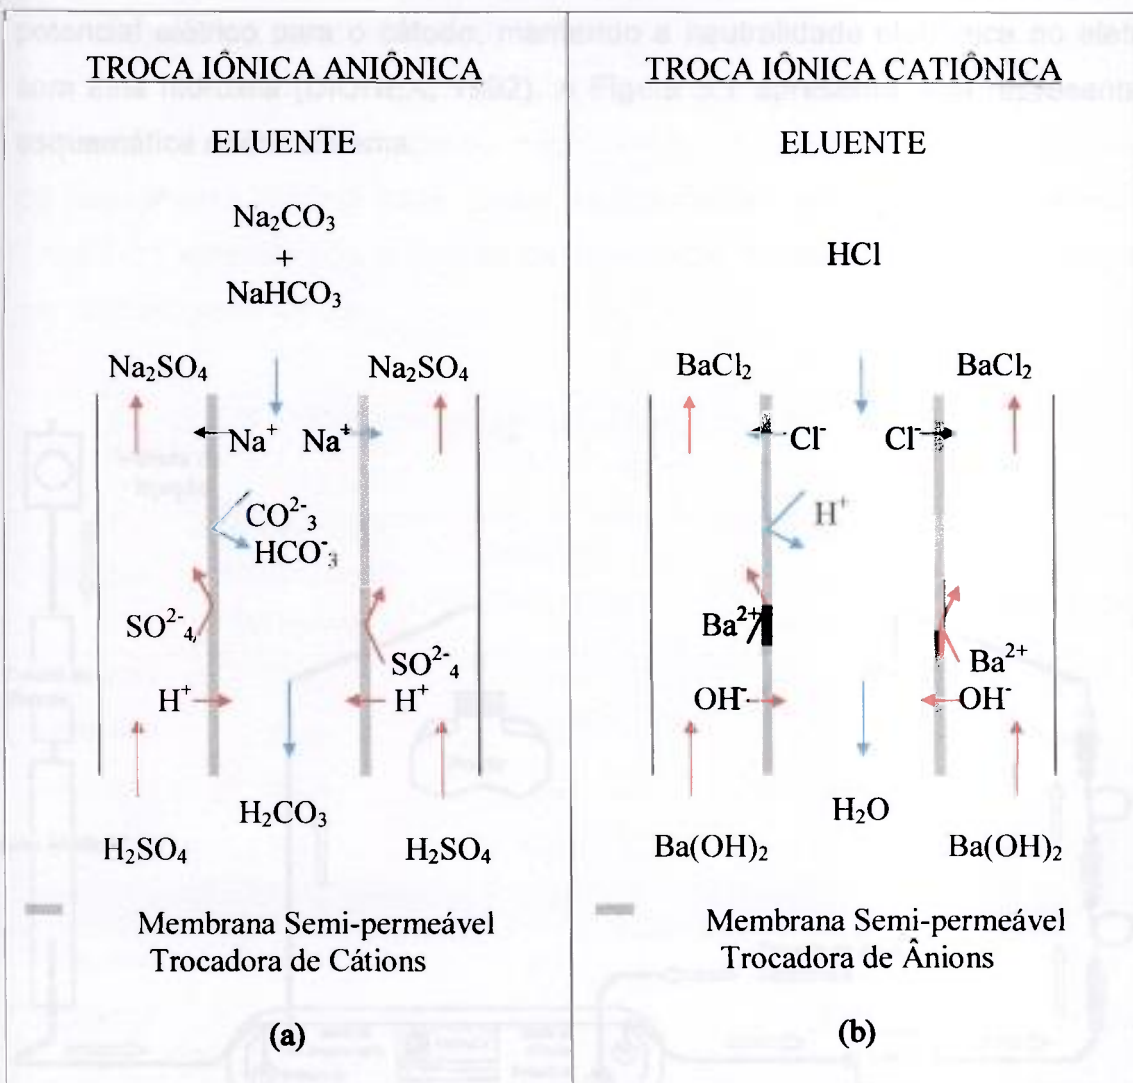 TROCA IÔNICA ANIÔNICA
ELUENTE
Na₂CO₃
+
NaHCO₃
Na₂SO₄ Na₂SO₄
Na⁺ Na⁺
CO²⁻₃
HCO⁻₃
SO²⁻₄
SO²⁻₄
H⁺ H⁺
H₂CO₃
H₂SO₄ H₂SO₄
Membrana Semi-permeável
Trocadora de Cátions
(a)
TROCA IÔNICA CATIÔNICA
ELUENTE
HCl
BaCl₂ BaCl₂
Cl⁻ Cl⁻
H⁺
Ba²⁺
Ba²⁺
OH⁻ OH⁻
H₂O
Ba(OH)₂ Ba(OH)₂
Membrana Semi-permeável
Trocadora de Ânions
(b)